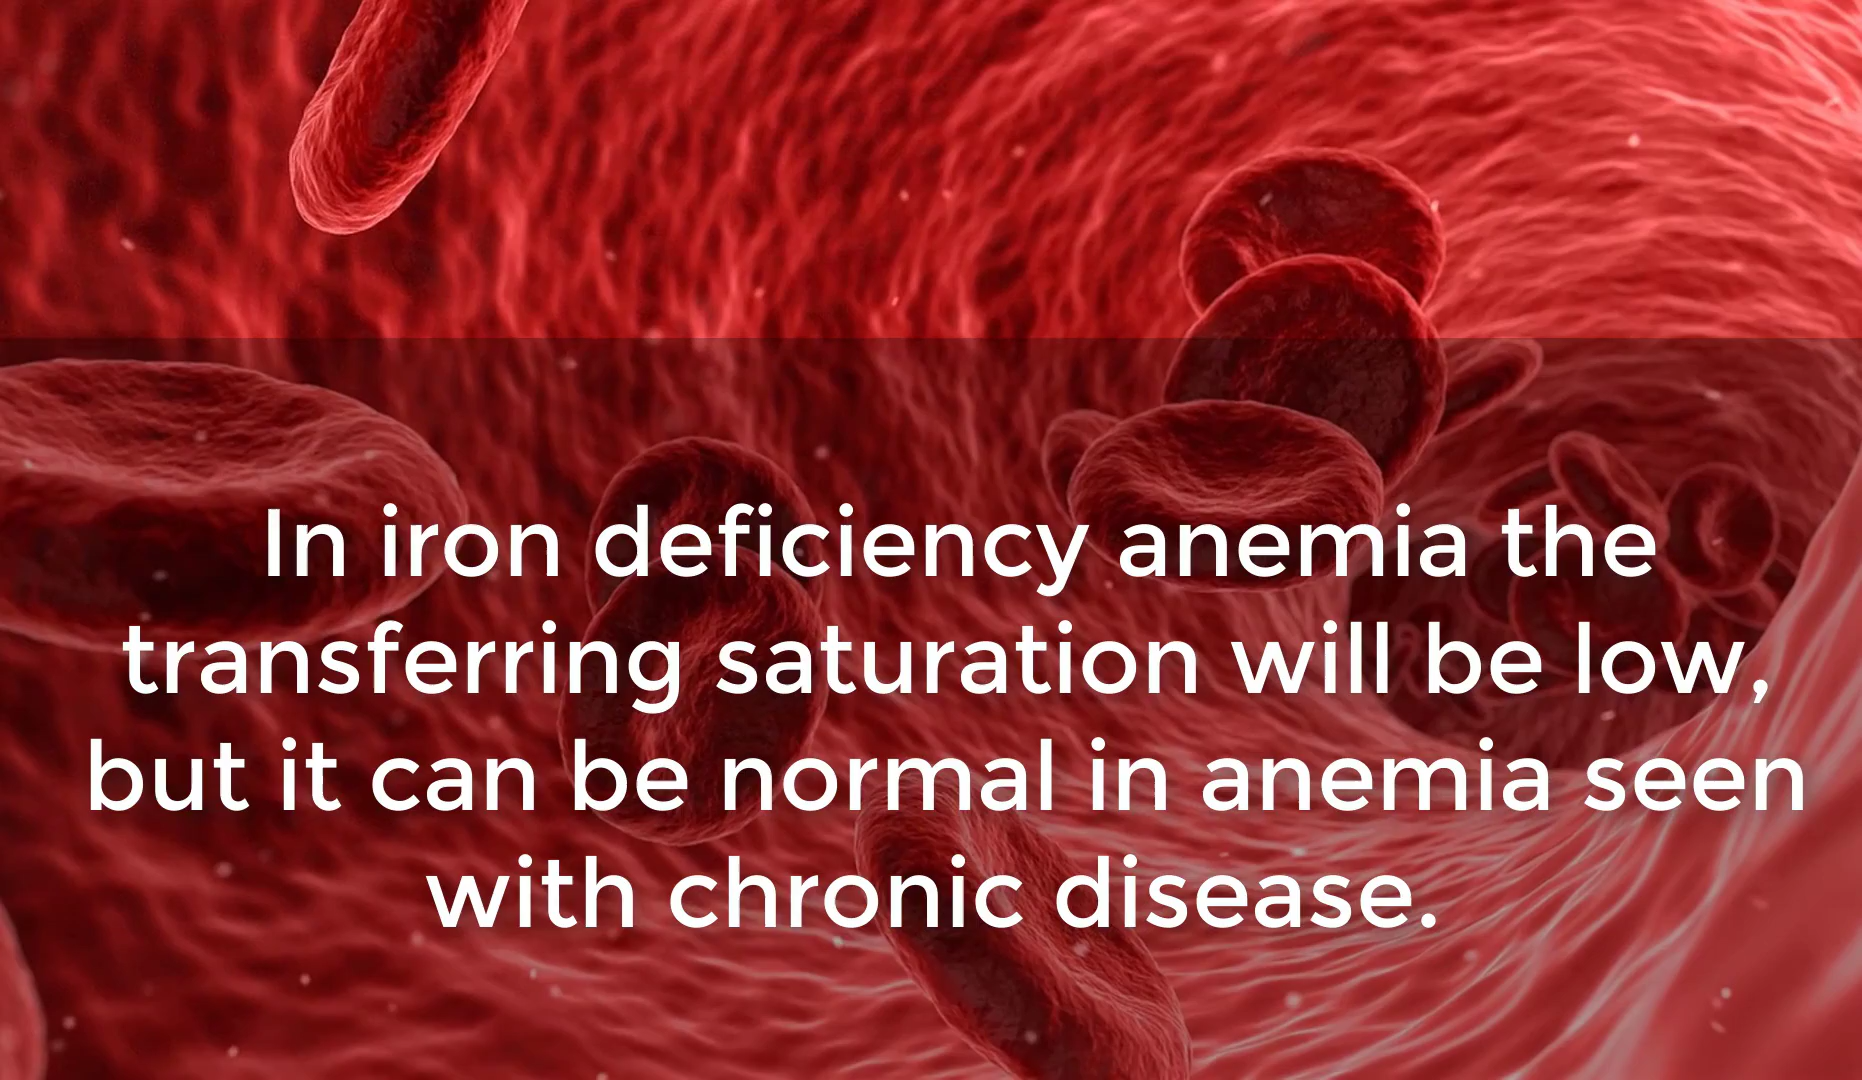 In iron deficiency anemia the
transferring saturation will be low,
but it can be normal in anemia seen
with chronic disease.